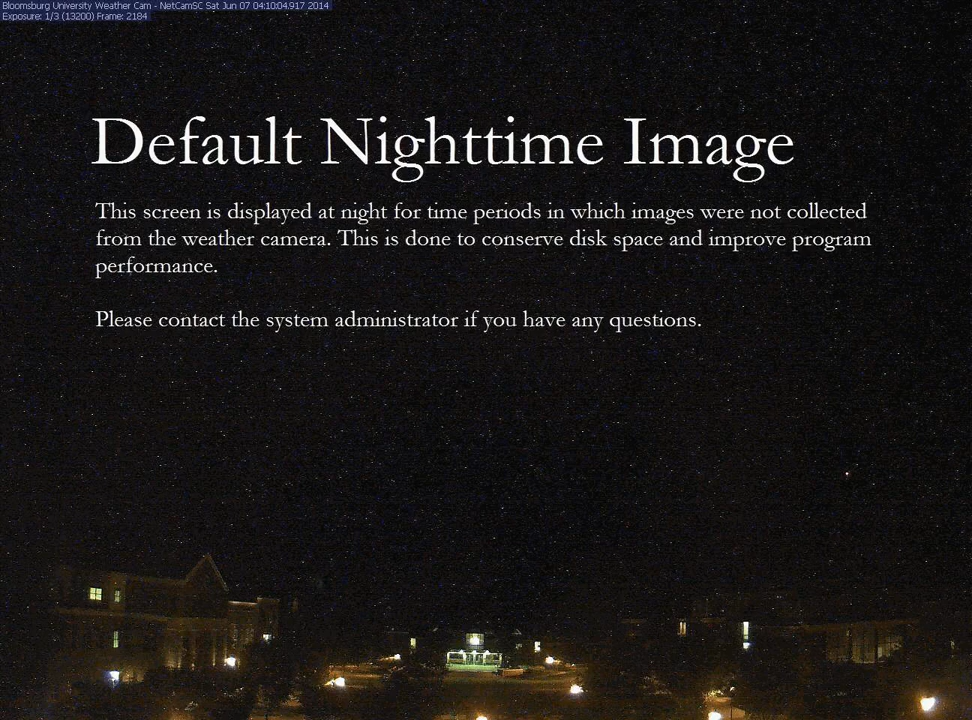 Bloomsburg University Weather Cam - NetCamSC Sat Jun 07 04:10:04.917 2014
Exposure: 1/3 (13200) Frame: 2184
Default Nighttime Image
This screen is displayed at night for time periods in which images were not collected
from the weather camera. This is done to conserve disk space and improve program
performance.
Please contact the system administrator if you have any questions.